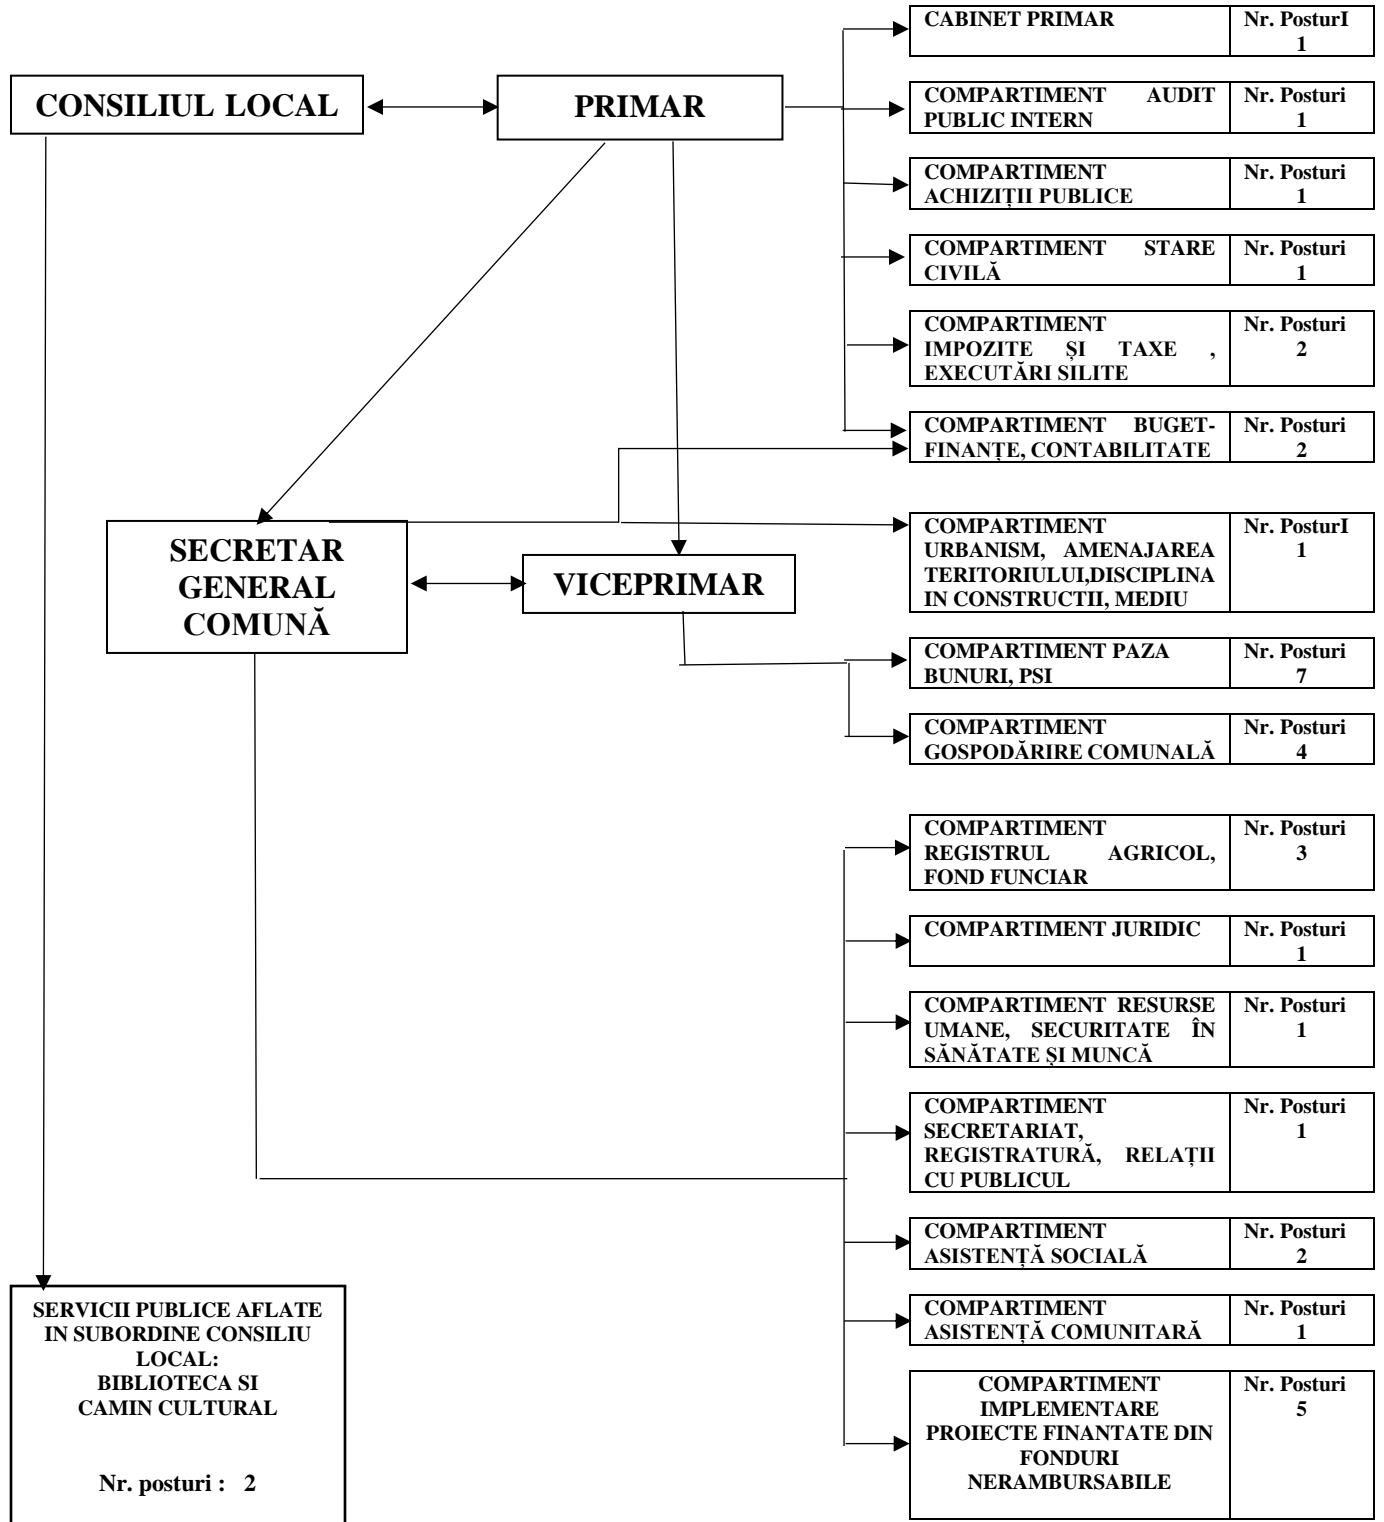 CABINET PRIMAR
Nr. PosturI
1
CONSILIUL LOCAL
PRIMAR
COMPARTIMENT AUDIT
PUBLIC INTERN
Nr. Posturi
1
COMPARTIMENT
ACHIZIȚII PUBLICE
Nr. Posturi
1
COMPARTIMENT STARE
CIVILĂ
Nr. Posturi
1
COMPARTIMENT
IMPOZITE ȘI TAXE ,
EXECUTĂRI SILITE
Nr. Posturi
2
COMPARTIMENT BUGET-
FINANȚE, CONTABILITATE
Nr. Posturi
2
SECRETAR
GENERAL
COMUNĂ
VICEPRIMAR
COMPARTIMENT
URBANISM, AMENAJAREA
TERITORIULUI,DISCIPLINA
IN CONSTRUCTII, MEDIU
Nr. PosturI
1
COMPARTIMENT PAZA
BUNURI, PSI
Nr. Posturi
7
COMPARTIMENT
GOSPODĂRIRE COMUNALĂ
Nr. Posturi
4
COMPARTIMENT
REGISTRUL AGRICOL,
FOND FUNCIAR
Nr. Posturi
3
COMPARTIMENT JURIDIC
Nr. Posturi
1
COMPARTIMENT RESURSE
UMANE, SECURITATE ÎN
SĂNĂTATE ȘI MUNCĂ
Nr. Posturi
1
COMPARTIMENT
SECRETARIAT,
REGISTRATURĂ, RELAȚII
CU PUBLICUL
Nr. Posturi
1
COMPARTIMENT
ASISTENȚĂ SOCIALĂ
Nr. Posturi
2
COMPARTIMENT
ASISTENȚĂ COMUNITARĂ
Nr. Posturi
1
COMPARTIMENT
IMPLEMENTARE
PROIECTE FINANTATE DIN
FONDURI
NERAMBURSABILE
Nr. Posturi
5
SERVICII PUBLICE AFLATE
IN SUBORDINE CONSILIU
LOCAL:
BIBLIOTECA SI
CAMIN CULTURAL
Nr. posturi : 2